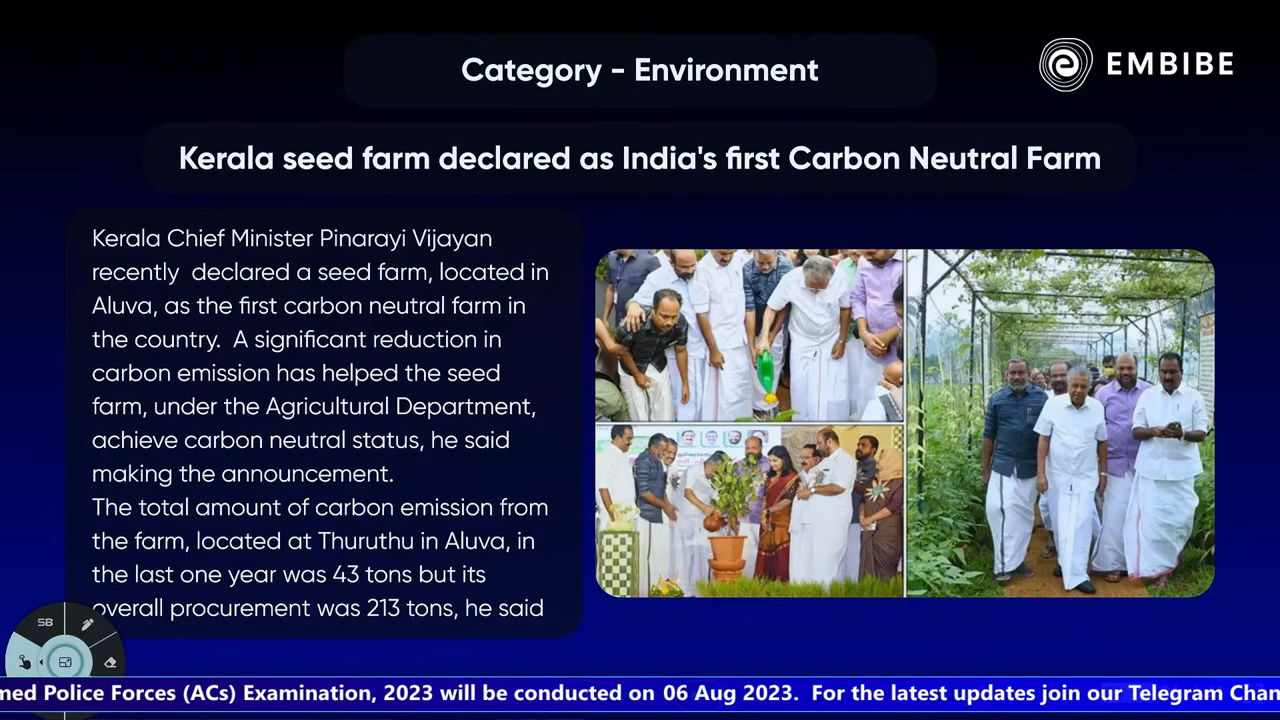 Category - Environment
EMBIBE
Kerala seed farm declared as India's first Carbon Neutral Farm
Kerala Chief Minister Pinarayi Vijayan
recently declared a seed farm, located in
Aluva, as the first carbon neutral farm in
the country. A significant reduction in
carbon emission has helped the seed
farm, under the Agricultural Department,
achieve carbon neutral status, he said
making the announcement.
The total amount of carbon emission from
the farm, located at Thuruthu in Aluva, in
the last one year was 43 tons but its
overall procurement was 213 tons, he said
SB
med Police Forces (ACs) Examination, 2023 will be conducted on 06 Aug 2023. For the latest updates join our Telegram Chan